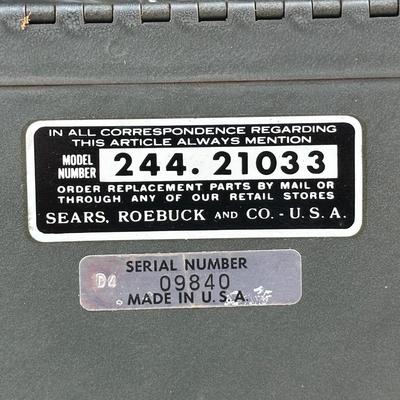 IN ALL CORRESPONDENCE REGARDING
THIS ARTICLE ALWAYS MENTION
MODEL NUMBER 244.21033
ORDER REPLACEMENT PARTS BY MAIL OR
THROUGH ANY OF OUR RETAIL STORES
SEARS, ROEBUCK AND CO. - U.S.A.
SERIAL NUMBER
D4 09840
MADE IN U.S.A.